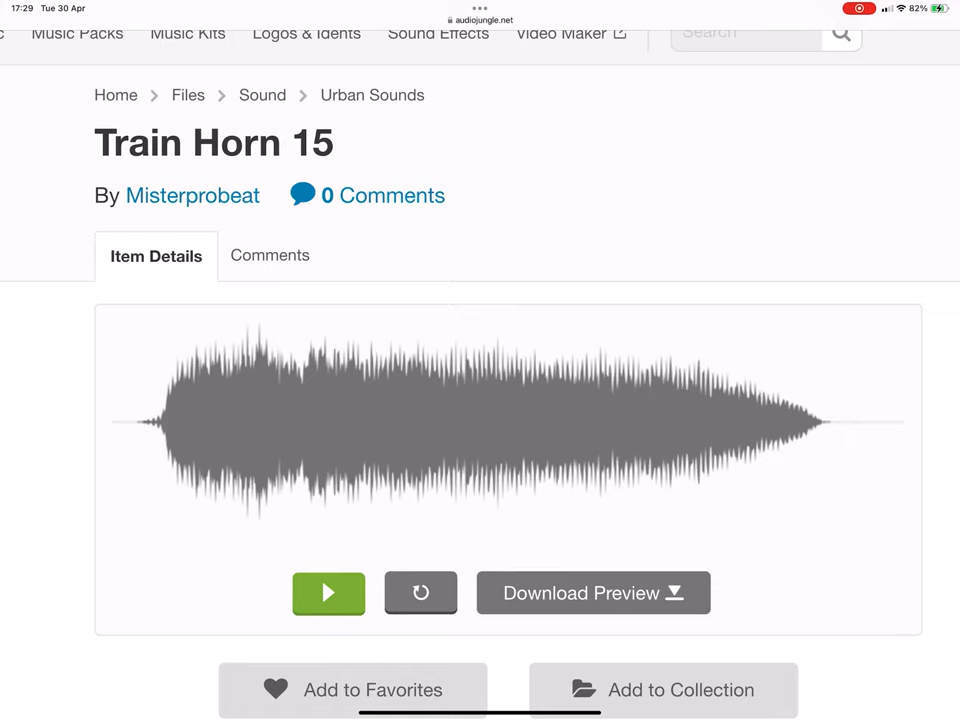 17:29 Tue 30 Apr
audiojungle.net
82%
c Music Packs Music Kits Logos & Idents Sound Effects Video Maker Search
Home Files Sound Urban Sounds
Train Horn 15
By Misterprobeat 0 Comments
Item Details Comments
Download Preview
Add to Favorites Add to Collection